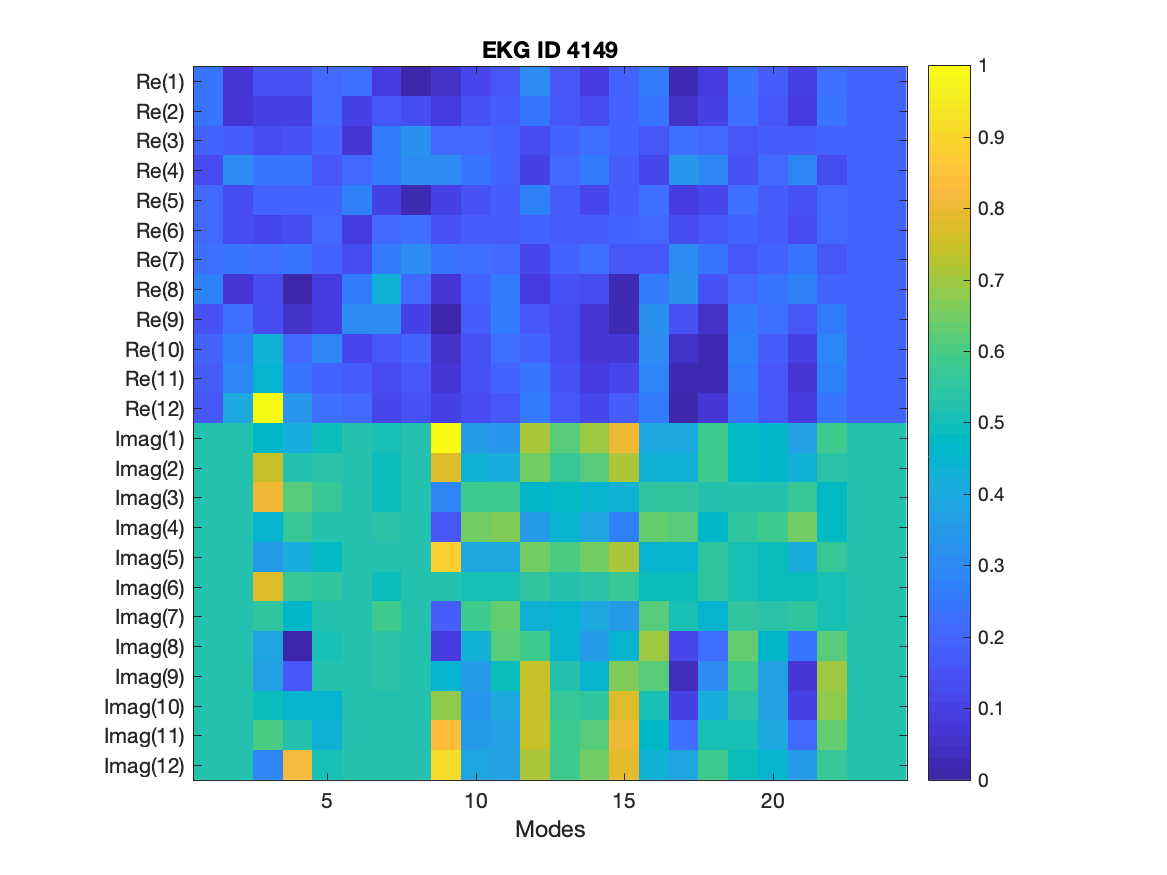 EKG ID 4149
Re(1)
Re(2)
Re(3)
Re(4)
Re(5)
Re(6)
Re(7)
Re(8)
Re(9)
Re(10)
Re(11)
Re(12)
Imag(1)
Imag(2)
Imag(3)
Imag(4)
Imag(5)
Imag(6)
Imag(7)
Imag(8)
Imag(9)
Imag(10)
Imag(11)
Imag(12)
5 10 15 20
Modes
1
0.9
0.8
0.7
0.6
0.5
0.4
0.3
0.2
0.1
0